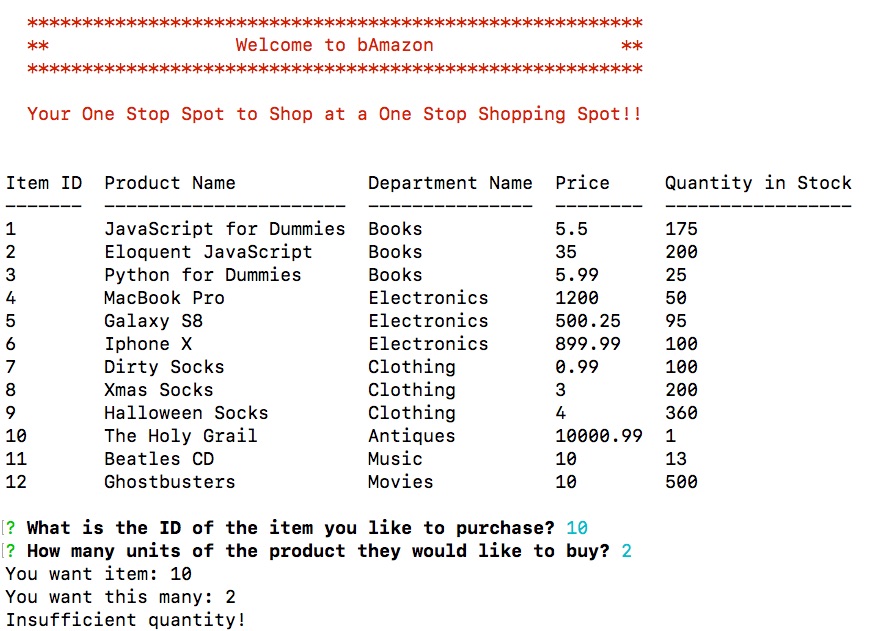 ********************************************************
** Welcome to bAmazon **
********************************************************
Your One Stop Spot to Shop at a One Stop Shopping Spot!!
Item ID  Product Name            Department Name  Price     Quantity in Stock
-------  ----------------------  ---------------  --------  -----------------
1        JavaScript for Dummies  Books            5.5       175
2        Eloquent JavaScript     Books            35        200
3        Python for Dummies      Books            5.99      25
4        MacBook Pro             Electronics      1200      50
5        Galaxy S8               Electronics      500.25    95
6        Iphone X                Electronics      899.99    100
7        Dirty Socks             Clothing         0.99      100
8        Xmas Socks              Clothing         3         200
9        Halloween Socks         Clothing         4         360
10       The Holy Grail          Antiques         10000.99  1
11       Beatles CD              Music            10        13
12       Ghostbusters            Movies           10        500
? What is the ID of the item you like to purchase? 10
? How many units of the product they would like to buy? 2
You want item: 10
You want this many: 2
Insufficient quantity!